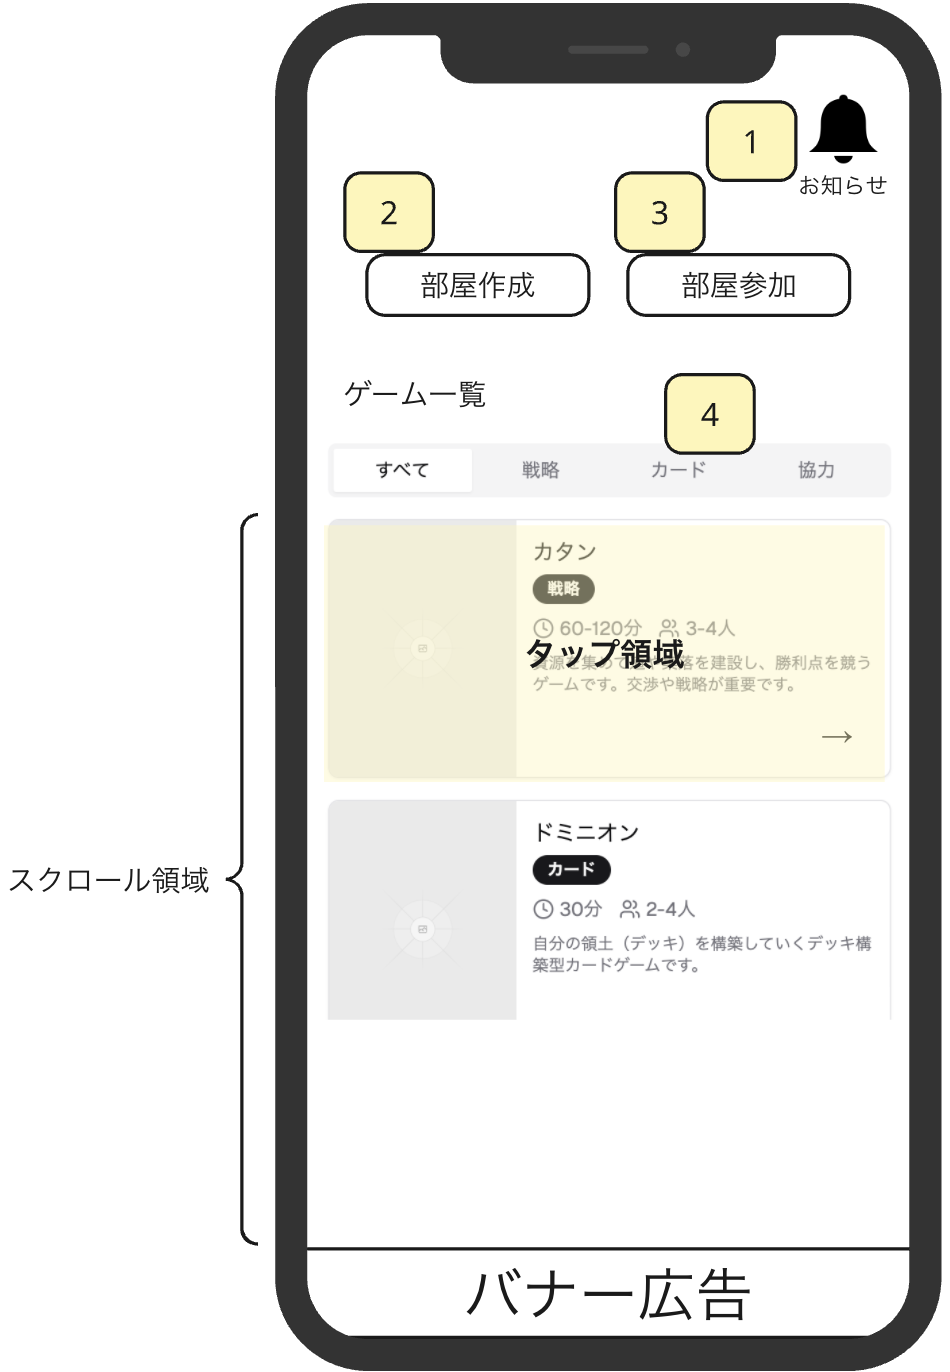 1
お知らせ
2
3
部屋作成
部屋参加
ゲーム一覧
4
すべて
戦略
カード
協力
カタン
戦略
60-120分
3-4人
タップ領域
資源を集めて
落を建設し、勝利点を競う
ゲームです。交渉や戦略が重要です。
→
スクロール領域
ドミニオン
カード
30分
2-4人
自分の領土（デッキ）を構築していくデッキ構
築型カードゲームです。
バナー広告